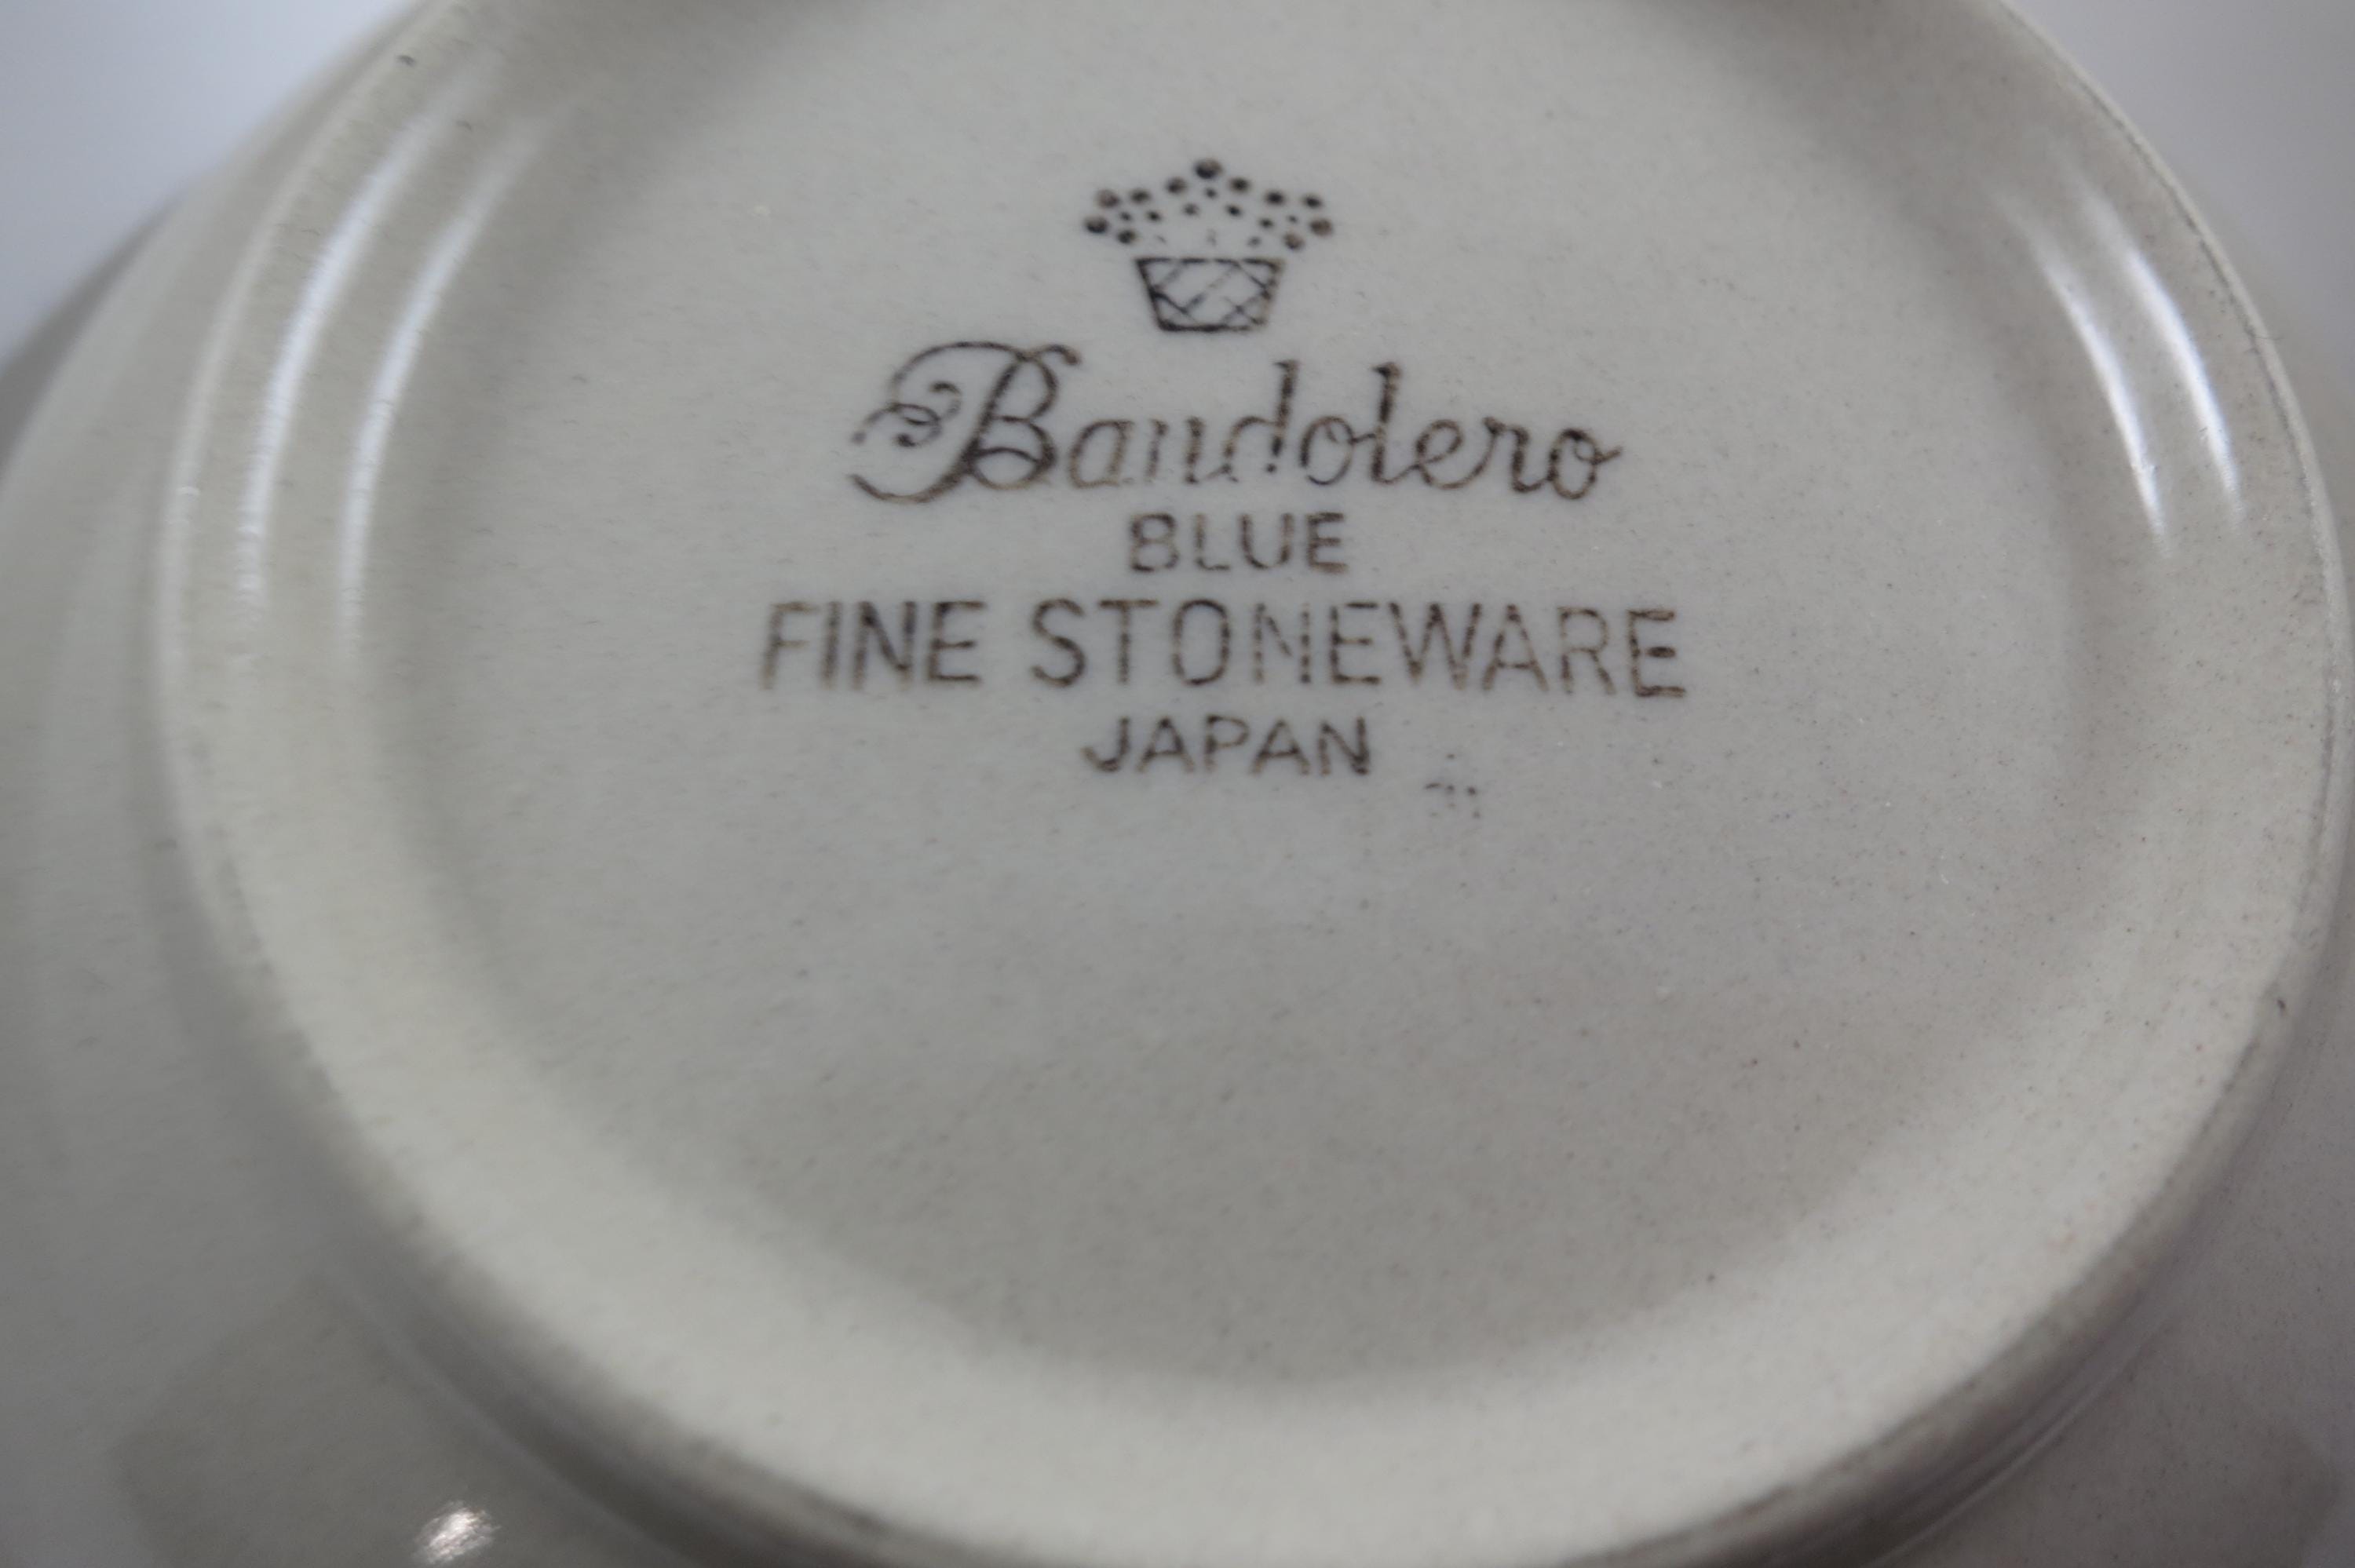 Bandolero
BLUE
FINE STONEWARE
JAPAN